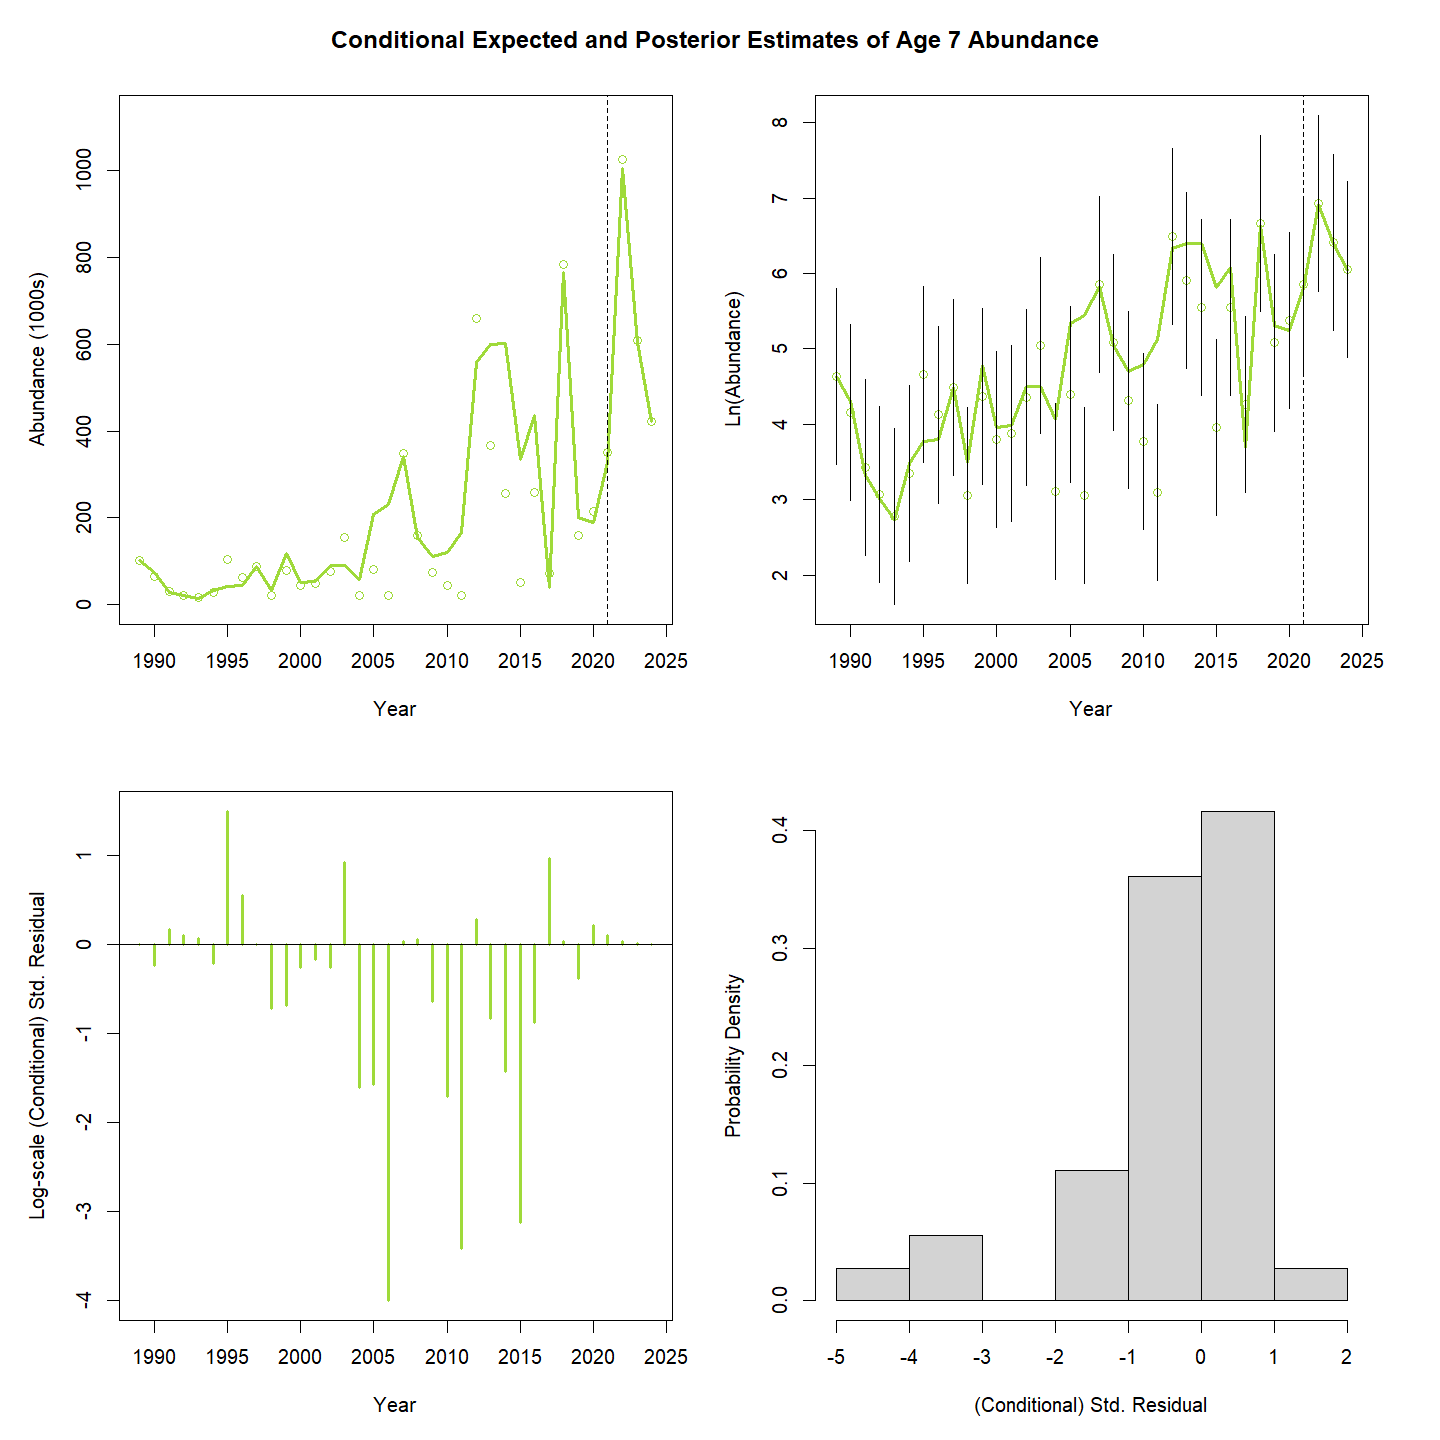 Conditional Expected and Posterior Estimates of Age 7 Abundance
Abundance (1000s)
0
200
400
600
800
1000
1990 1995 2000 2005 2010 2015 2020 2025
Year
Ln(Abundance)
2
3
4
5
6
7
8
1990 1995 2000 2005 2010 2015 2020 2025
Year
Log-scale (Conditional) Std. Residual
-4
-3
-2
-1
0
1
1990 1995 2000 2005 2010 2015 2020 2025
Year
Probability Density
0.0
0.1
0.2
0.3
0.4
-5 -4 -3 -2 -1 0 1 2
(Conditional) Std. Residual